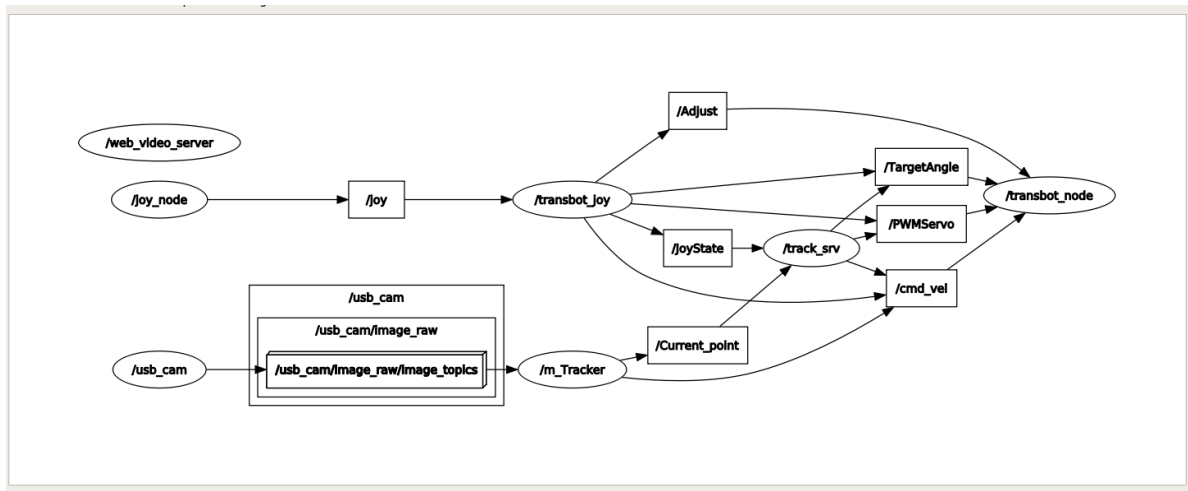 /Adjust
/web_video_server
/TargetAngle
/joy_node
/joy
/transbot_joy
/transbot_node
/PWMServo
/JoyState
/track_srv
/cmd_vel
/usb_cam
/usb_cam/image_raw
/Current_point
/usb_cam
/usb_cam/image_raw/image_topics
/m_Tracker